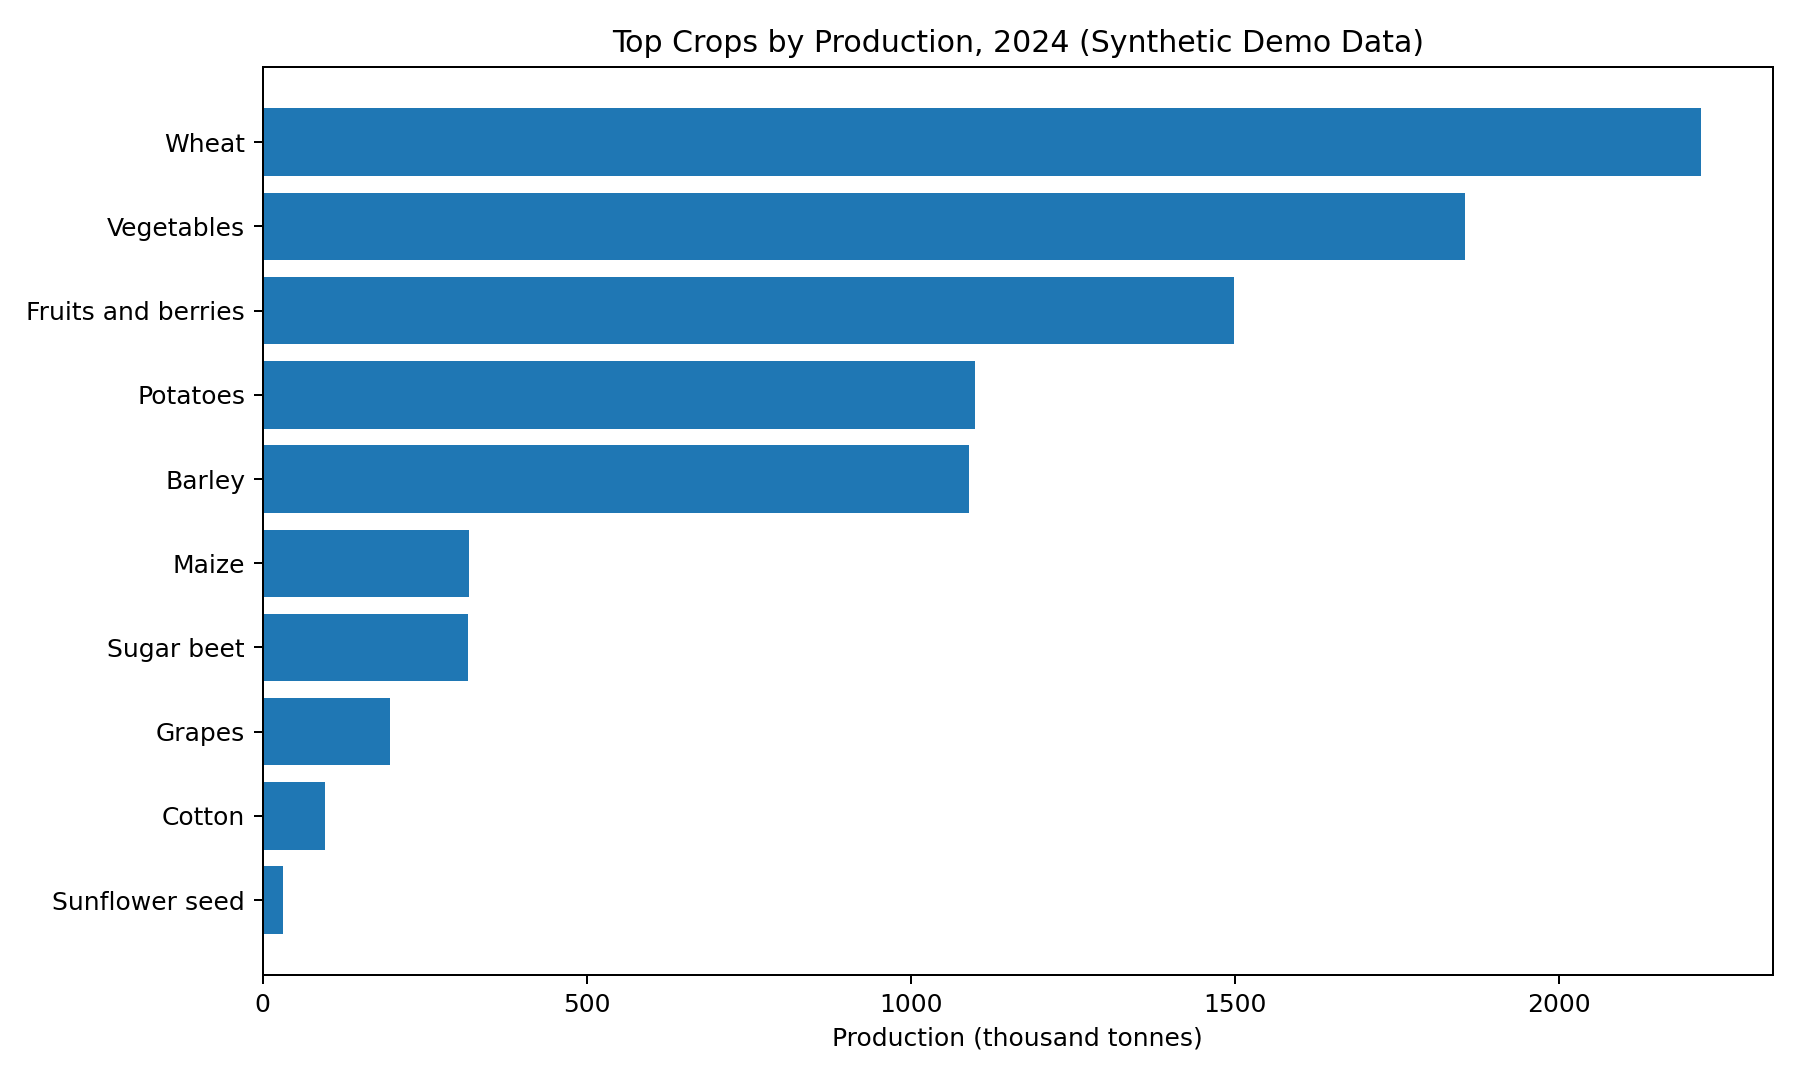 Top Crops by Production, 2024 (Synthetic Demo Data)
Wheat
Vegetables
Fruits and berries
Potatoes
Barley
Maize
Sugar beet
Grapes
Cotton
Sunflower seed
0 500 1000 1500 2000
Production (thousand tonnes)